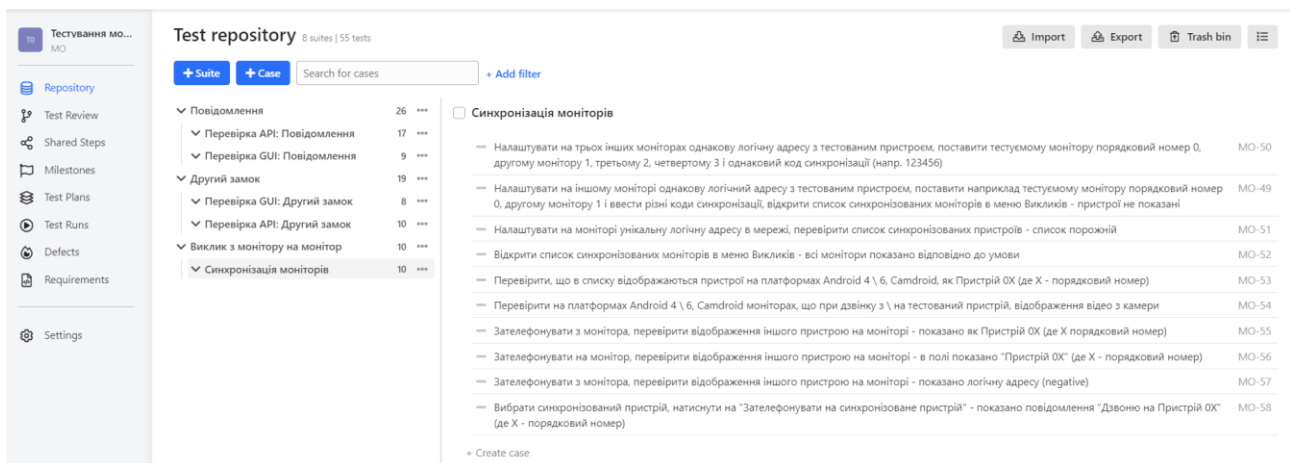 TO
Тестування мо...
MO
Repository
Test Review
Shared Steps
Milestones
Test Plans
Test Runs
Defects
Requirements
Settings
Test repository 8 suites | 55 tests
Import
Export
Trash bin
+ Suite
+ Case
Search for cases
+ Add filter
Повідомлення 26 •••
Перевірка API: Повідомлення 17 •••
Перевірка GUI: Повідомлення 9 •••
Другий замок 19 •••
Перевірка GUI: Другий замок 8 •••
Перевірка API: Другий замок 10 •••
Виклик з монітору на монітор 10 •••
Синхронізація моніторів 10 •••
Синхронізація моніторів
Налаштувати на трьох інших моніторах однакову логічну адресу з тестованим пристроєм, поставити тестуємому монітору порядковий номер 0, MO-50
другому монітору 1, третьому 2, четвертому 3 і однаковий код синхронізації (напр. 123456)
Налаштувати на іншому моніторі однакову логічний адресу з тестованим пристроєм, поставити наприклад тестуємому монітору порядковий номер MO-49
0, другому монітору 1 і ввести різні коди синхронізації, відкрити список синхронізованих моніторів в меню Викликів - пристрої не показані
Налаштувати на моніторі унікальну логічну адресу в мережі, перевірити список синхронізованих пристроїв - список порожній MO-51
Відкрити список синхронізованих моніторів в меню Викликів - всі монітори показано відповідно до умови MO-52
Перевірити, що в списку відображаються пристрої на платформах Android 4 \ 6, Camdroid, як Пристрій 0X (де X - порядковий номер) MO-53
Перевірити на платформах Android 4 \ 6, Camdroid моніторах, що при дзвінку з \ на тестований пристрій, відображення відео з камери MO-54
Зателефонувати з монітора, перевірити відображення іншого пристрою на моніторі - показано як Пристрій 0X (де X порядковий номер) MO-55
Зателефонувати на монітор, перевірити відображення іншого пристрою на моніторі - в полі показано "Пристрій 0X" (де X - порядковий номер) MO-56
Зателефонувати з монітора, перевірити відображення іншого пристрою на моніторі - показано логічну адресу (negative) MO-57
Вибрати синхронізований пристрій, натиснути на "Зателефонувати на синхронізоване пристрій" - показано повідомлення "Дзвоню на Пристрій 0X" MO-58
(де X - порядковий номер)
+ Create case